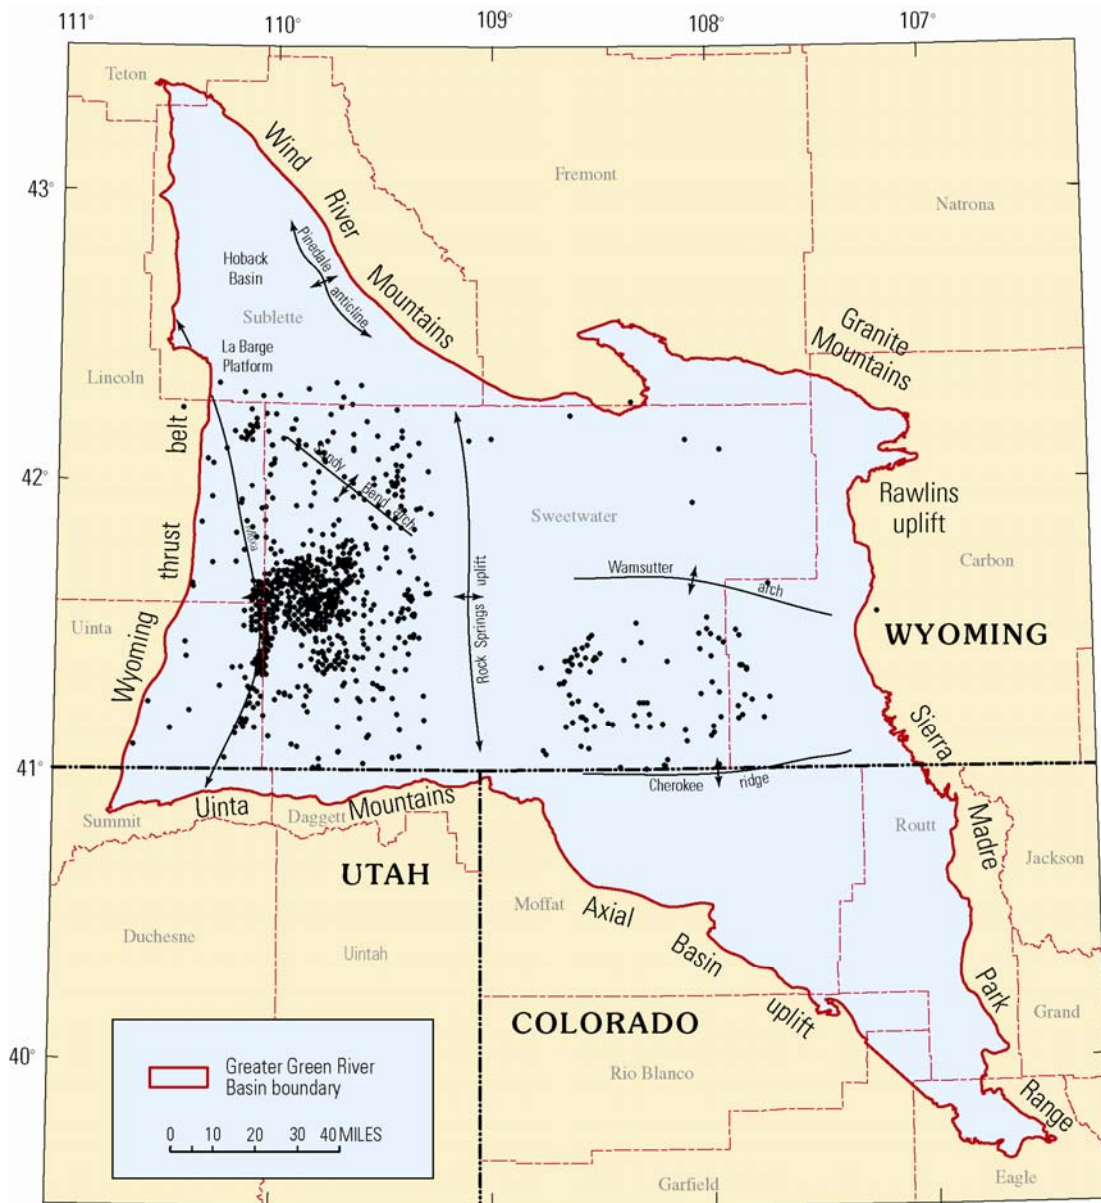 111°
110°
109°
108°
107°
Teton
Wind
River
Mountains
Fremont
Natrona
43°
Pinedale
anticline
Hoback
Basin
Sublette
La Barge
Platform
Granite
Mountains
Lincoln
42°
Sandy
Bend arch
Moxa
Sweetwater
Rawlins
uplift
Carbon
Wamsutter
arch
Rock Springs uplift
Wyoming
thrust
belt
Uinta
WYOMING
Sierra
Madre
41°
Cherokee
ridge
Uinta
Mountains
Summit
Daggett
Routt
Jackson
UTAH
Moffat
Axial
Basin
uplift
Duchesne
Uintah
Park
Range
Grand
COLORADO
40°
Rio Blanco
Greater Green River
Basin boundary
0 10 20 30 40 MILES
Garfield
Eagle